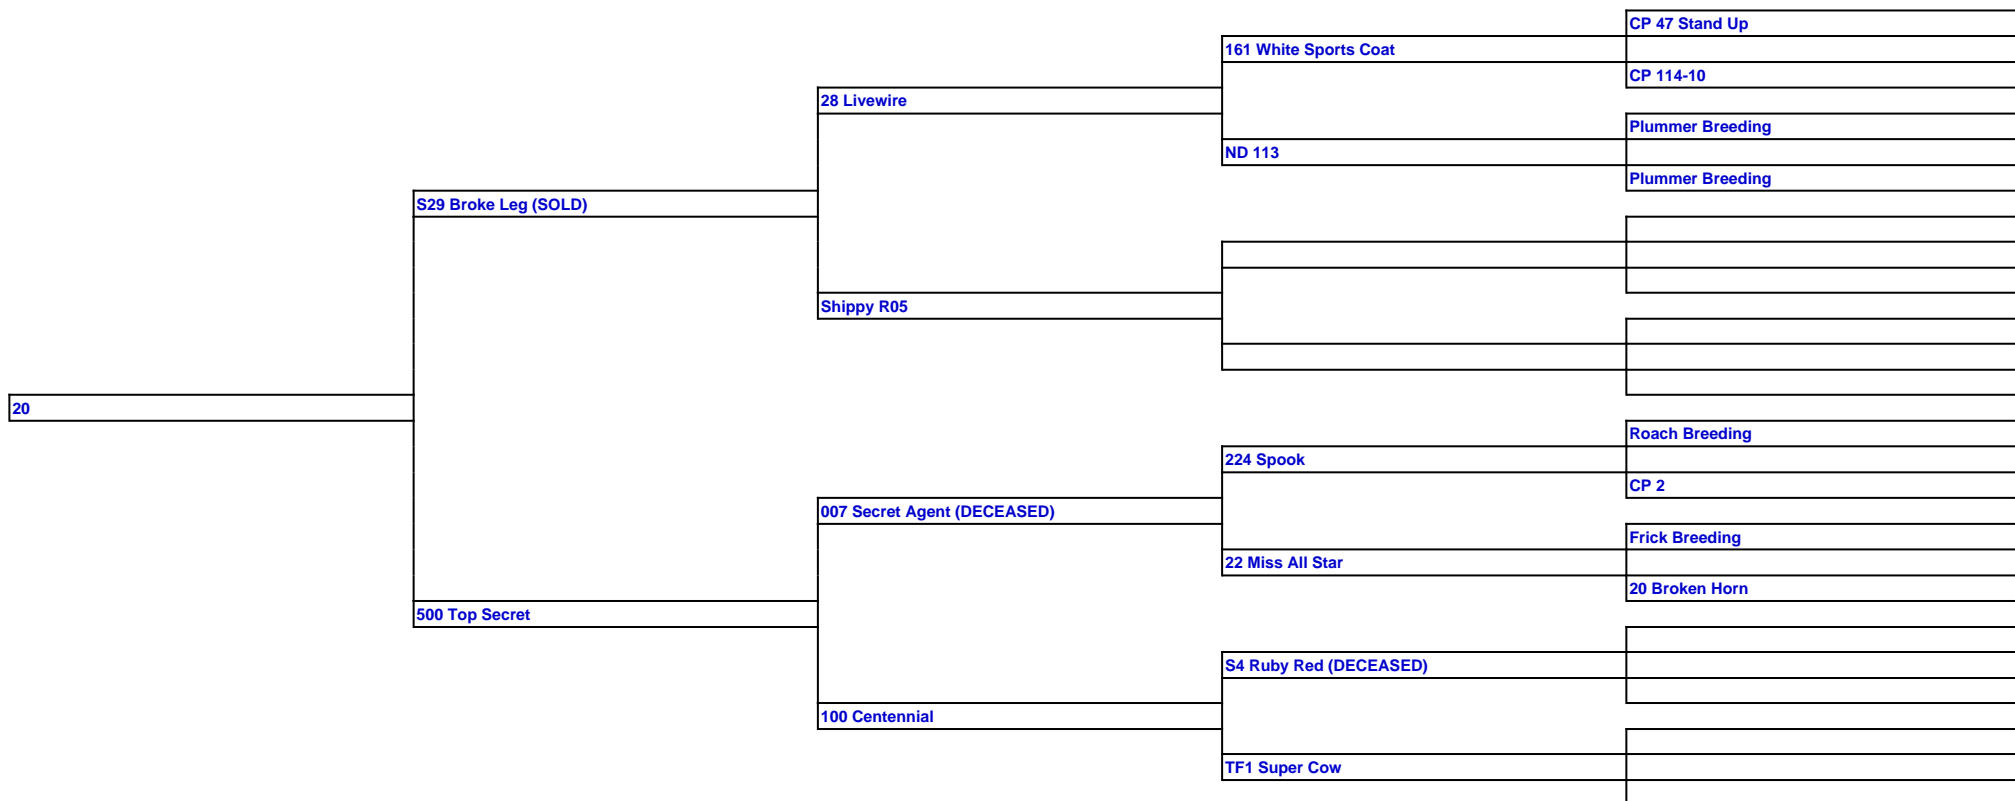 CP 47 Stand Up
161 White Sports Coat
CP 114-10
28 Livewire
Plummer Breeding
ND 113
Plummer Breeding
S29 Broke Leg (SOLD)
Shippy R05
20
Roach Breeding
224 Spook
CP 2
007 Secret Agent (DECEASED)
Frick Breeding
22 Miss All Star
20 Broken Horn
500 Top Secret
S4 Ruby Red (DECEASED)
100 Centennial
TF1 Super Cow